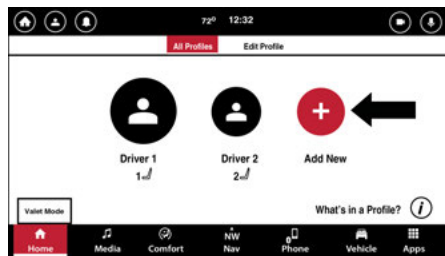 72° 12:32
All Profiles Edit Profile
Driver 1 Driver 2 Add New
1 2
What's in a Profile? i
Valet Mode
Home Media Comfort NW Nav 0 Phone Vehicle Apps